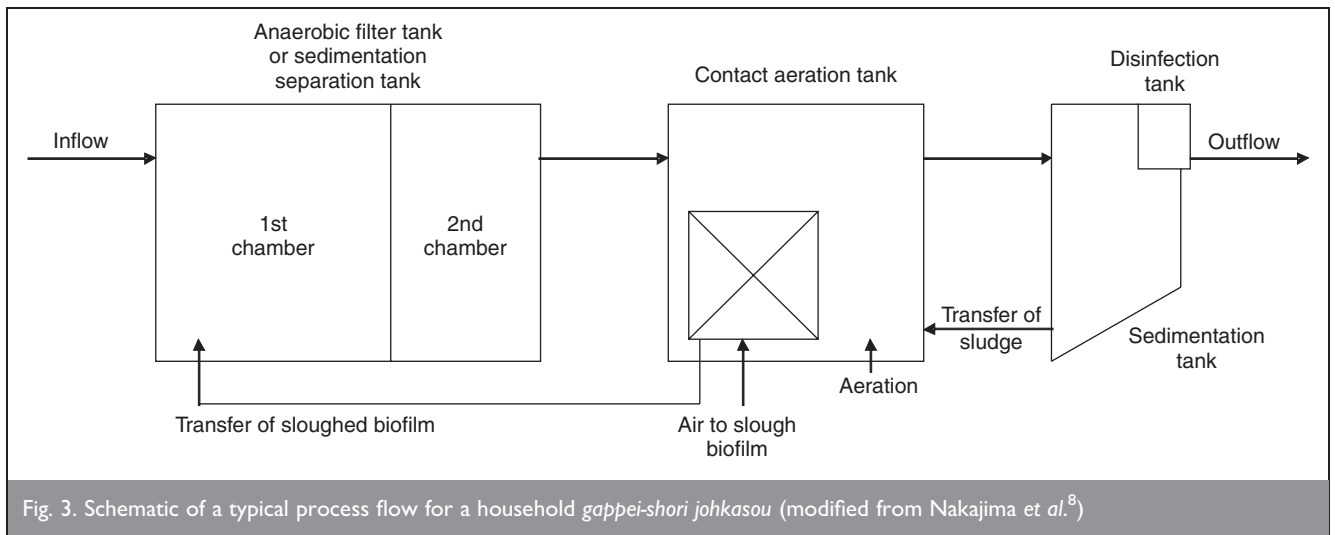 Anaerobic filter tank
or sedimentation
separation tank
Contact aeration tank
Disinfection
tank
Inflow
Outflow
1st
chamber
2nd
chamber
Transfer of
sludge
Sedimentation
tank
Aeration
Transfer of sloughed biofilm
Air to slough
biofilm
Fig. 3. Schematic of a typical process flow for a household gappei-shori johkasou (modified from Nakajima et al.8)